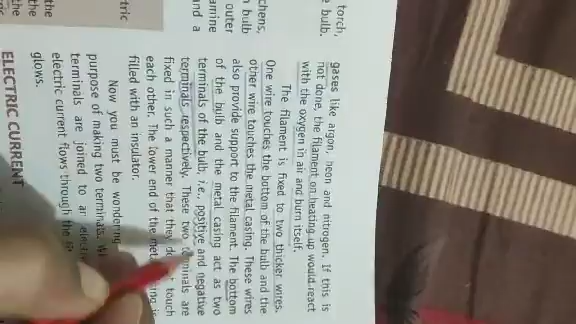 torch,
bulb.
chens,
bulb
outer
amine
and a
tric
the
the
the
gases like argon, neon and nitrogen. If this is
not done, the filament on heating up would react
with the oxygen in air and burn itself.
The filament is fixed to two thicker wires.
One wire touches the bottom of the bulb and the
other wire touches the metal casing. These wires
also provide support to the filament. The bottom
of the bulb and the metal casing act as two
terminals of the bulb, i.e., positive and negative
terminals respectively. These two terminals are
fixed in such a manner that they do touch
each other. The lower end of the
filled with an insulator.
Now you must be wondering
purpose of making two terminals.
terminals are joined to an
electric current flows through the
glows.
ELECTRIC CURRENT